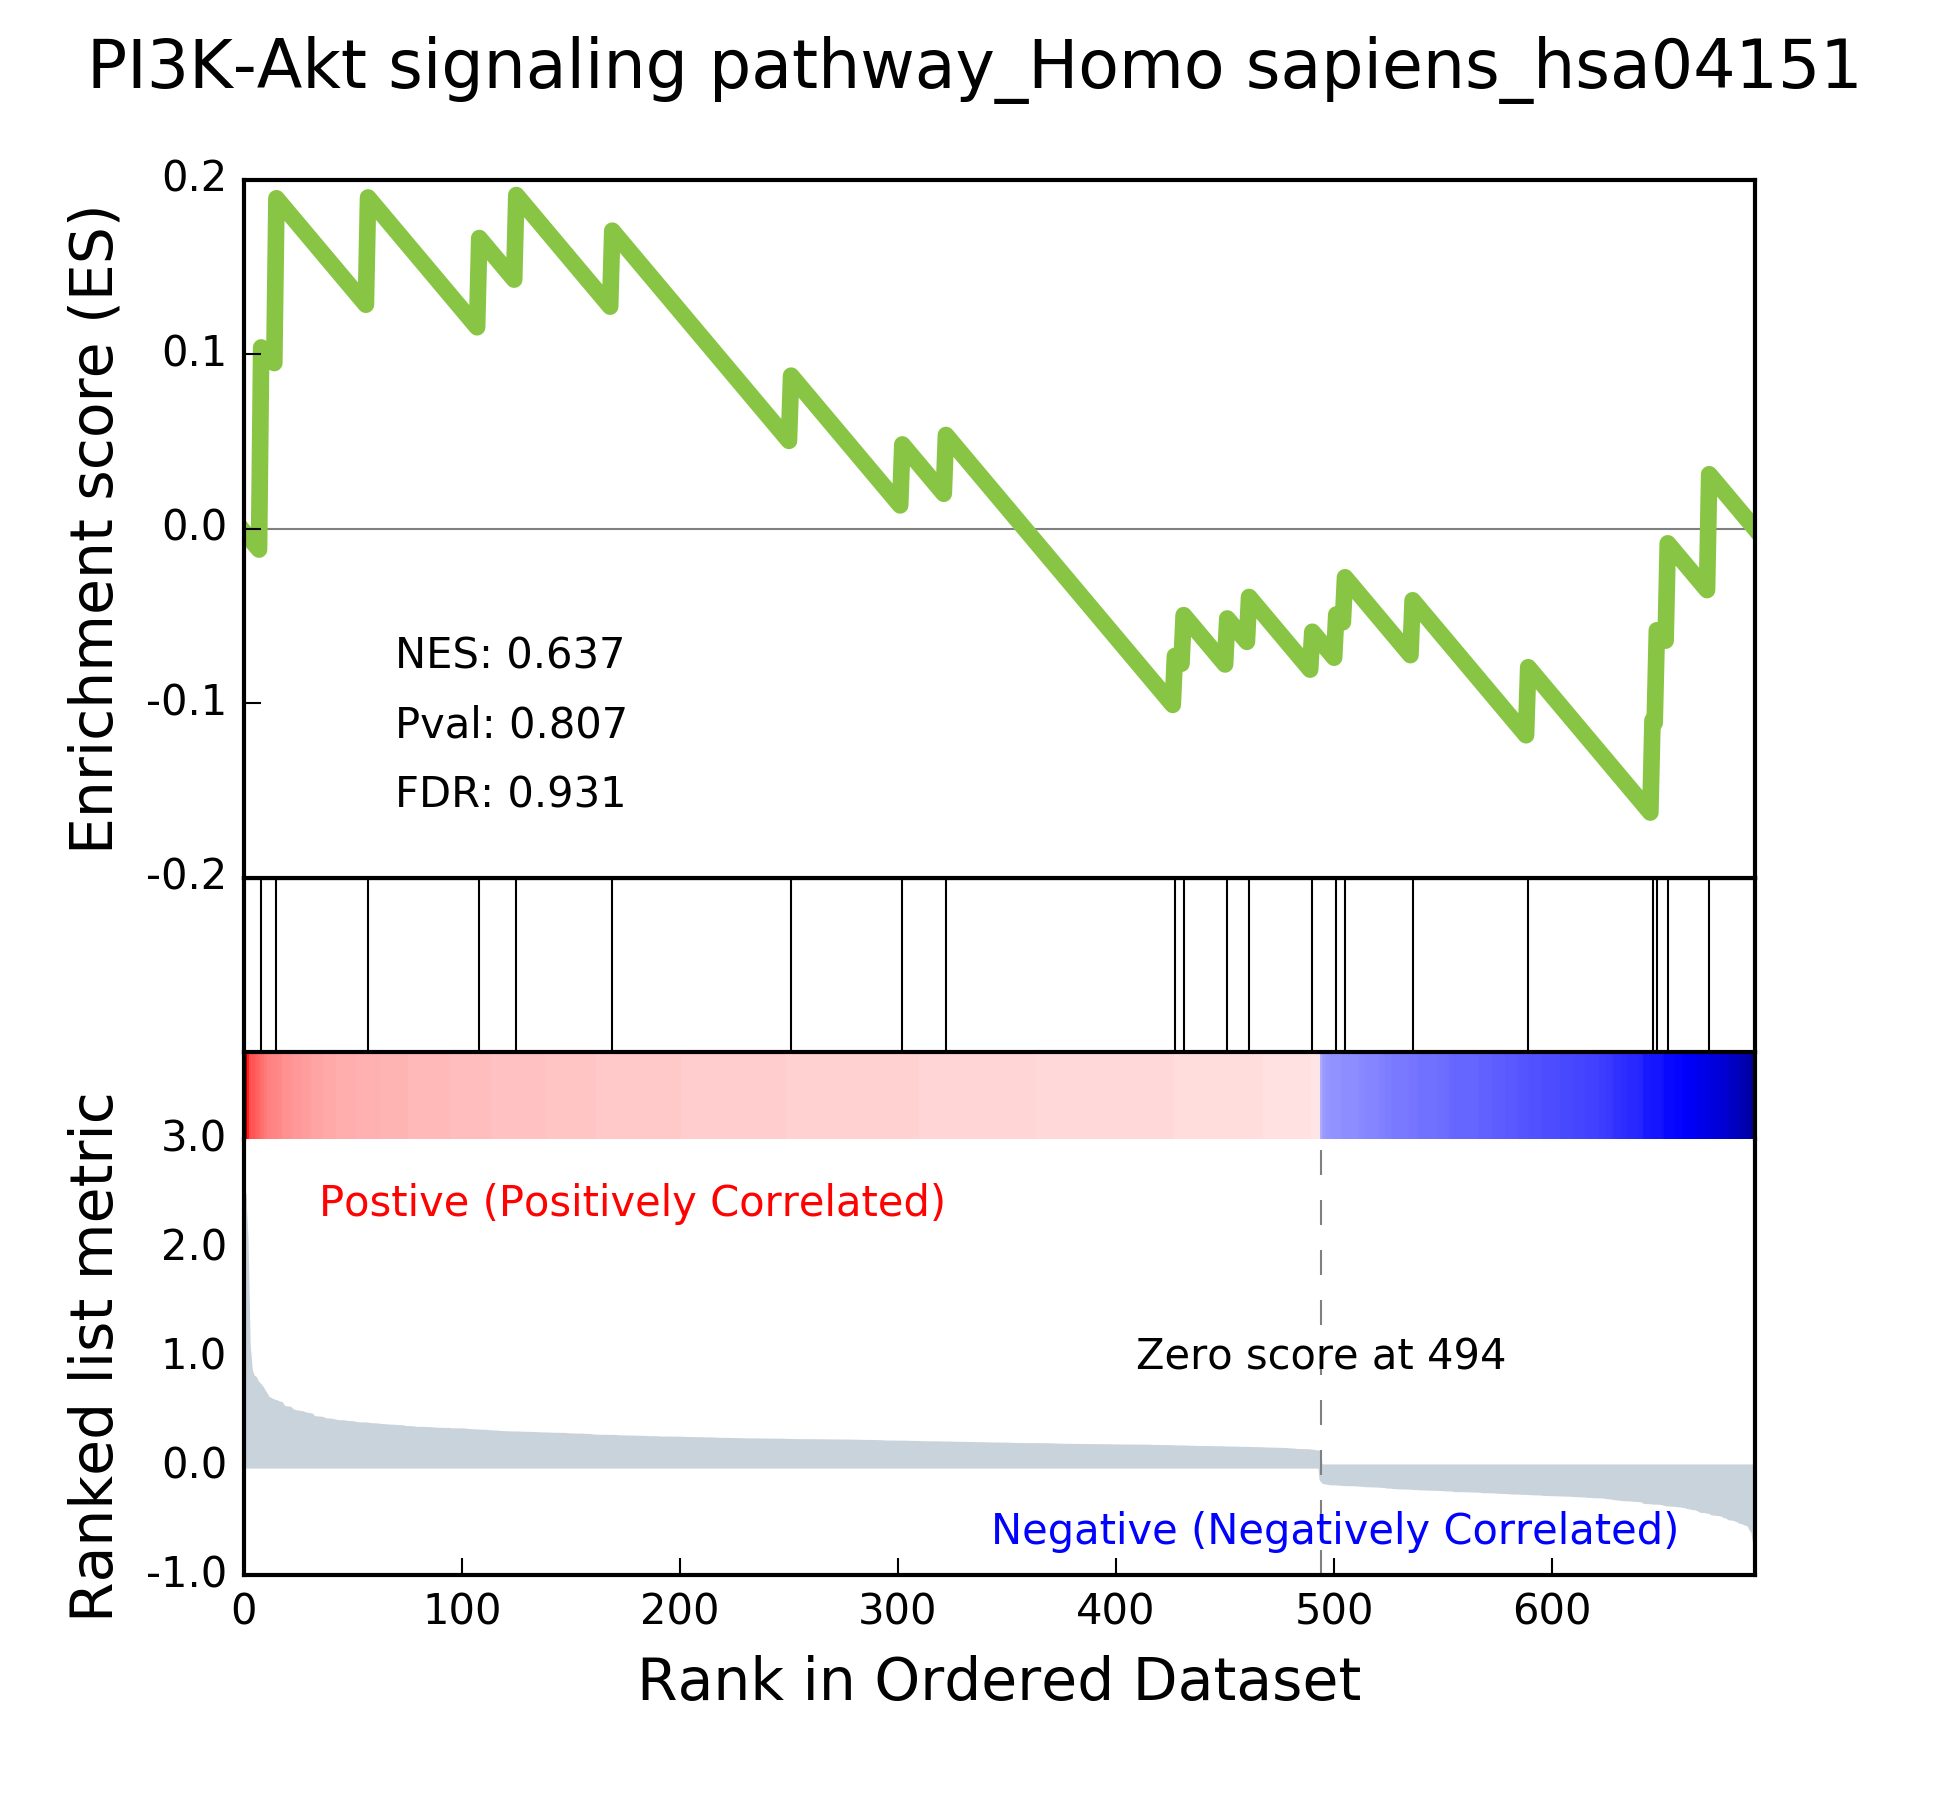 PI3K-Akt signaling pathway_Homo sapiens_hsa04151
Enrichment score (ES)
0.2
0.1
0.0
-0.1
-0.2
NES: 0.637
Pval: 0.807
FDR: 0.931
Ranked list metric
3.0
2.0
1.0
0.0
-1.0
Postive (Positively Correlated)
Zero score at 494
Negative (Negatively Correlated)
0 100 200 300 400 500 600
Rank in Ordered Dataset